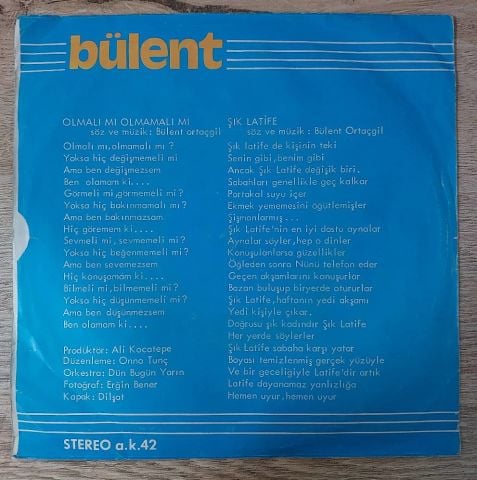 bülent
OLMALI MI OLMAMALI MI
söz ve müzik: Bülent ortaçgil
Olmalı mı,olmamalı mı?
Yoksa hiç değişmemeli mi
Ama ben değişmezsem
Ben olamam ki....
Görmeli mi,görmemeli mi?
Yoksa hiç bakınmamalı mı?
Ama ben bakınmazsam
Hiç göremem ki....
Sevmeli mi, sevmemeli mi?
Yoksa hiç beğenmemeli mi?
Ama ben sevemezsem
Hiç konuşamam ki....
Bilmeli mi,bilmemeli mi?
Yoksa hiç düşünmemeli mi?
Ama ben düşünmezsem
Ben olamam ki....
Prodüktör: Ali Kocatepe
Düzenleme: Onno Tunç
Orkestra: Dün Bugün Yarın
Fotoğraf: Erğin Bener
Kapak: Dilşat
ŞIK LATİFE
söz ve müzik: Bülent Ortaçgil
Şık latife de kişinin teki
Senin gibi,benim gibi
Ancak Şık Latife değişik biri.
Sabahları genellikle geç kalkar
Portakal suyu içer
Ekmek yememesini öğütlemişler
Şişmanlarmış...
Şık Latife'nin en iyi dostu aynalar
Aynalar söyler,hep o dinler
Konuşulanlarsa güzellikler
Öğleden sonra Nünü telefon eder
Geçen akşamlarını konuşurlar
Bazan buluşup biryerde otururlar
Şık Latife,haftanın yedi akşamı
Yedi kişiyle çıkar.
Doğrusu şık kadındır Şık Latife
Her yerde söylerler
Şık Latife sabaha karşı yatar
Boyası temizlenmiş gerçek yüzüyle
Ve bir geceliğiyle Latife'dir artık
Latife dayanamaz yanlızlığa
Hemen uyur,hemen uyur
STEREO a.k.42